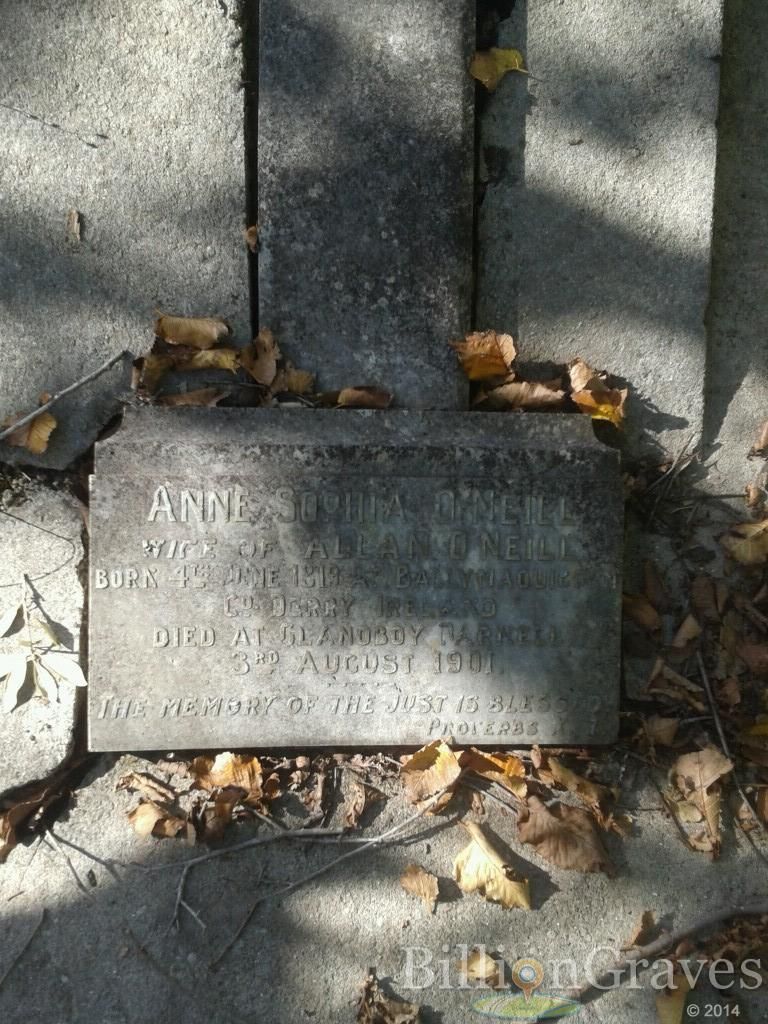 ANNE SOPHIA O'NEILL
WIFE OF ALLAN O'NEILL
BORN 4TH JUNE AT
CO. DERRY IRELAND
DIED AT GLANOBOY PARNELL
3RD AUGUST 1901.
THE MEMORY OF THE JUST IS BLESSED
PROVERBS
BillionGraves
© 2014